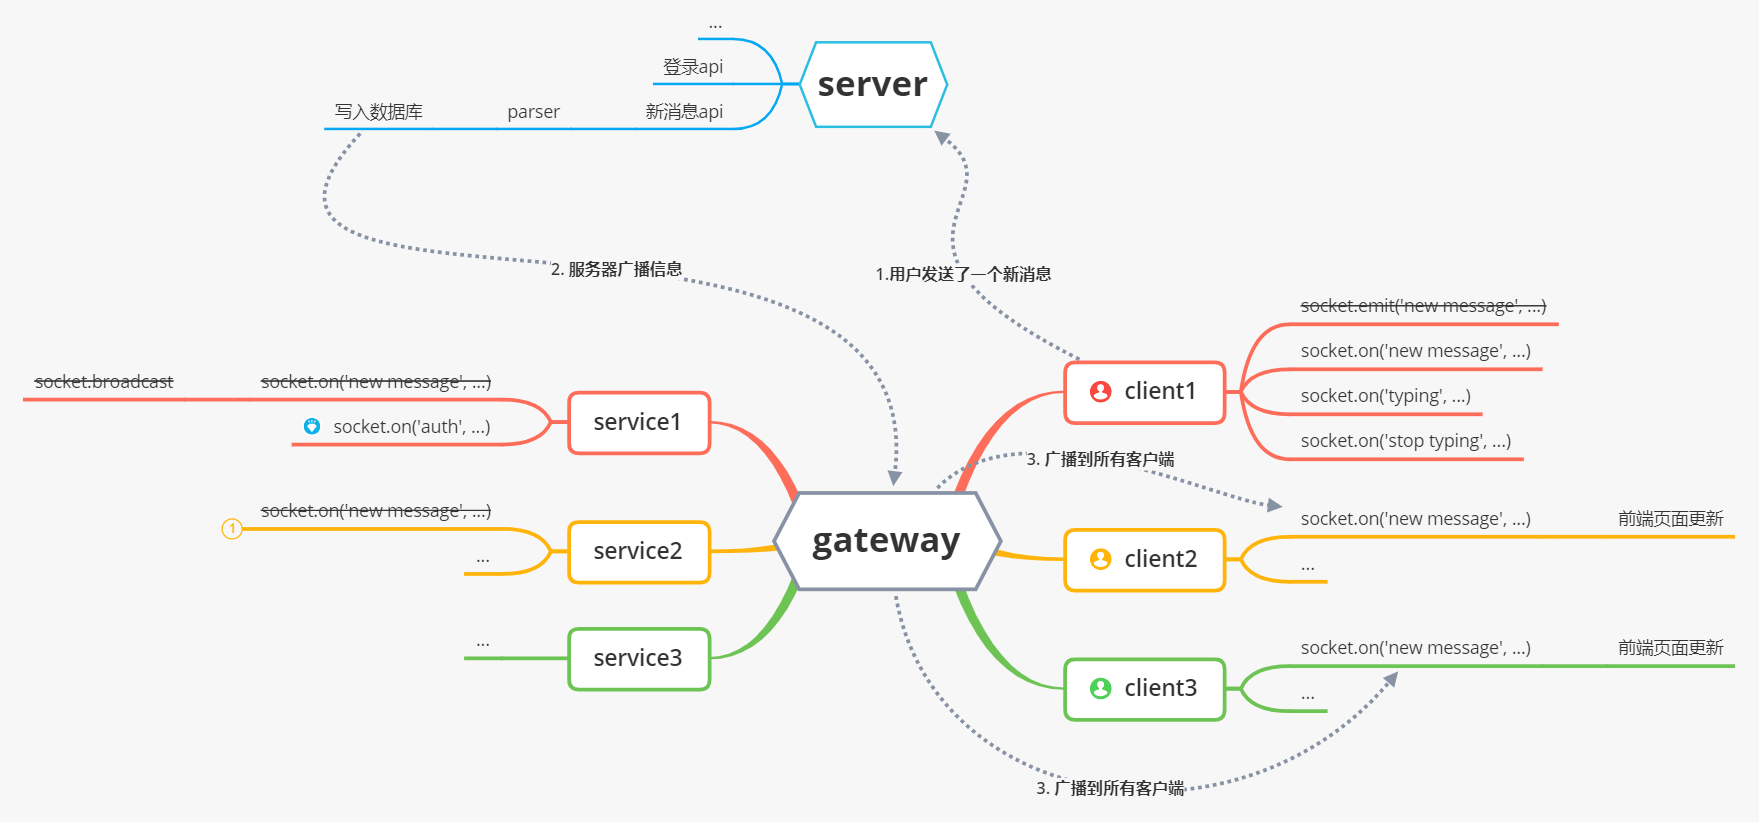 ...
登录api
server
写入数据库
parser
新消息api
2. 服务器广播信息
1.用户发送了一个新消息
socket.emit('new message', ...)
socket.on('new message', ...)
client1
socket.on('typing', ...)
socket.on('stop typing', ...)
socket.broadcast
socket.on('new message', ...)
service1
socket.on('auth', ...)
3. 广播到所有客户端
socket.on('new message', ...)
1
service2
...
gateway
socket.on('new message', ...)
前端页面更新
client2
...
...
service3
socket.on('new message', ...)
前端页面更新
client3
...
3. 广播到所有客户端